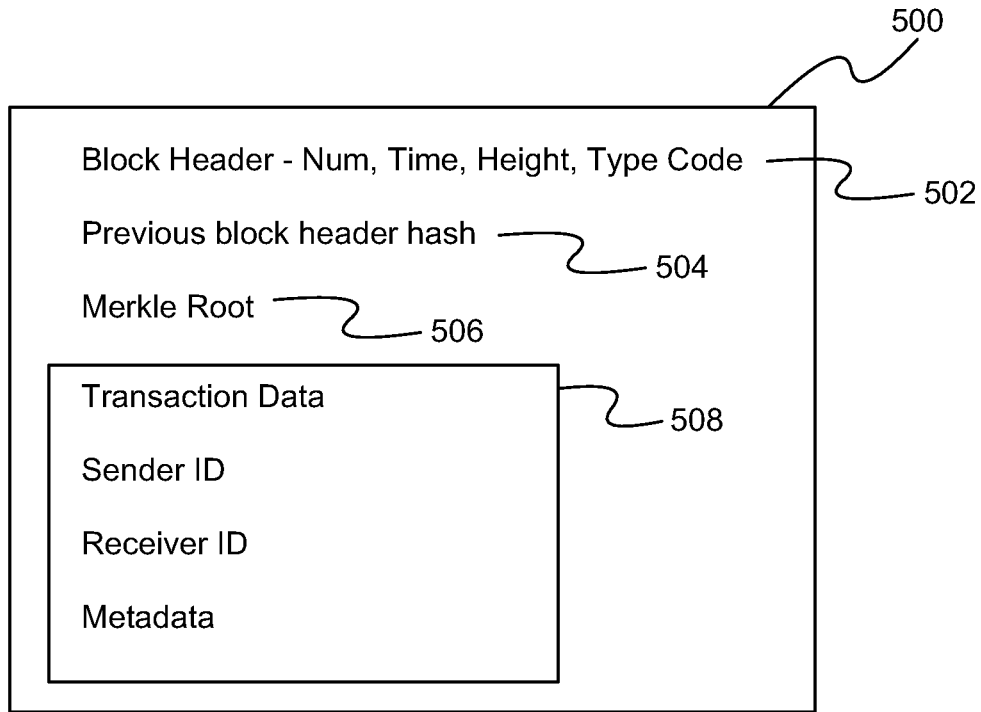 500
Block Header - Num, Time, Height, Type Code
502
Previous block header hash
504
Merkle Root
506
Transaction Data
508
Sender ID
Receiver ID
Metadata